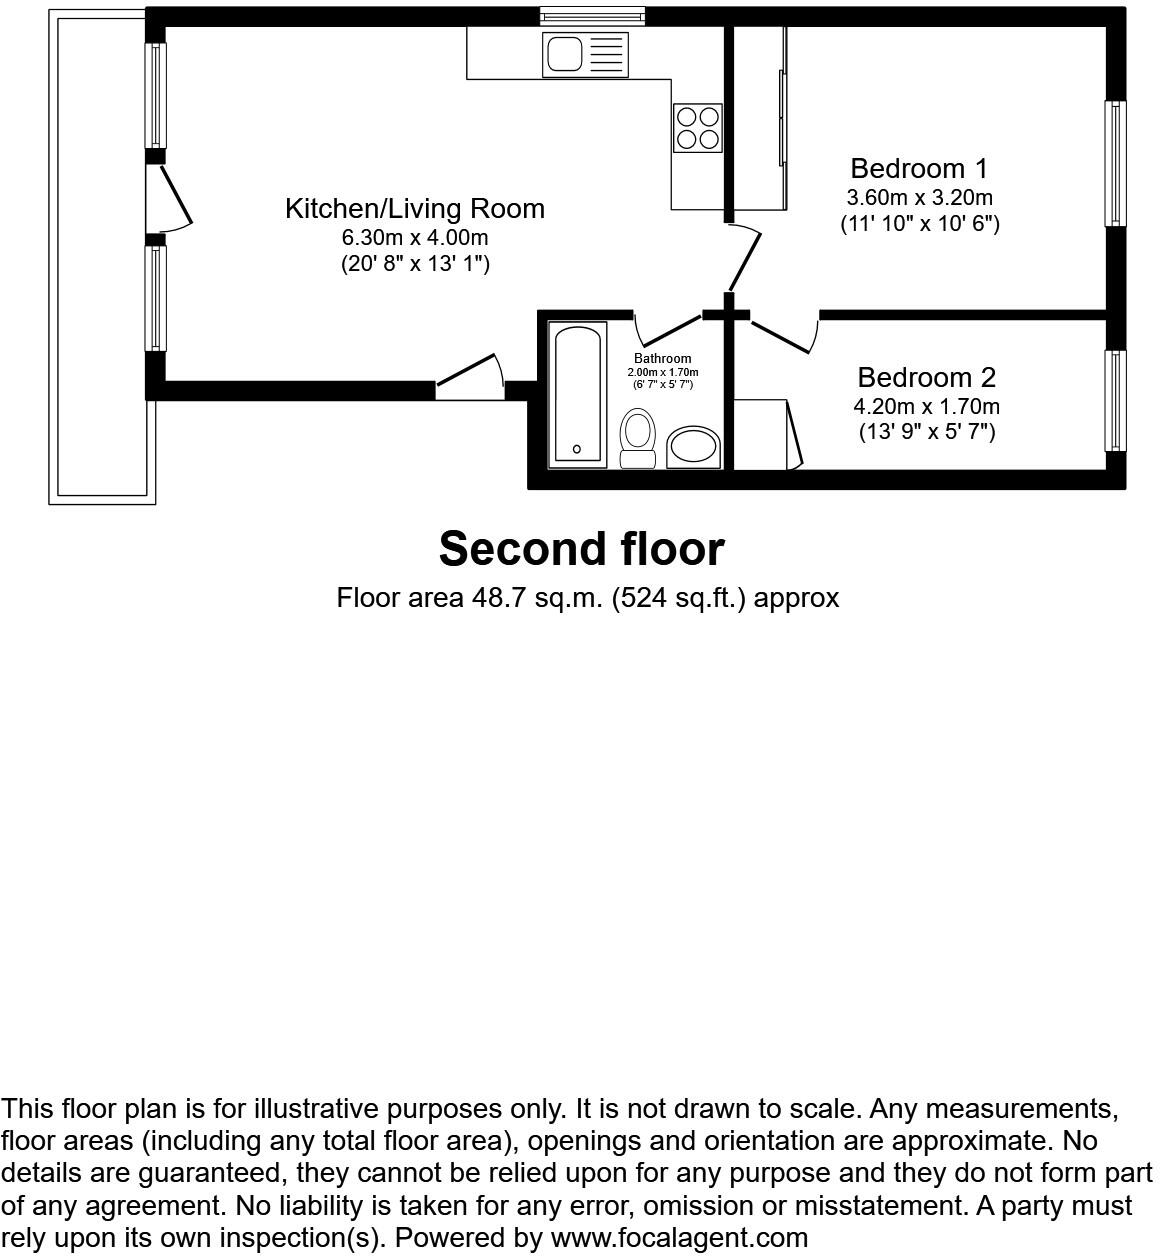 Kitchen/Living Room
6.30m x 4.00m
(20' 8" x 13' 1")
Bedroom 1
3.60m x 3.20m
(11' 10" x 10' 6")
Bathroom
2.00m x 1.70m
(6' 7" x 5' 7")
Bedroom 2
4.20m x 1.70m
(13' 9" x 5' 7")
Second floor
Floor area 48.7 sq.m. (524 sq.ft.) approx
This floor plan is for illustrative purposes only. It is not drawn to scale. Any measurements,
floor areas (including any total floor area), openings and orientation are approximate. No
details are guaranteed, they cannot be relied upon for any purpose and they do not form part
of any agreement. No liability is taken for any error, omission or misstatement. A party must
rely upon its own inspection(s). Powered by www.focalagent.com